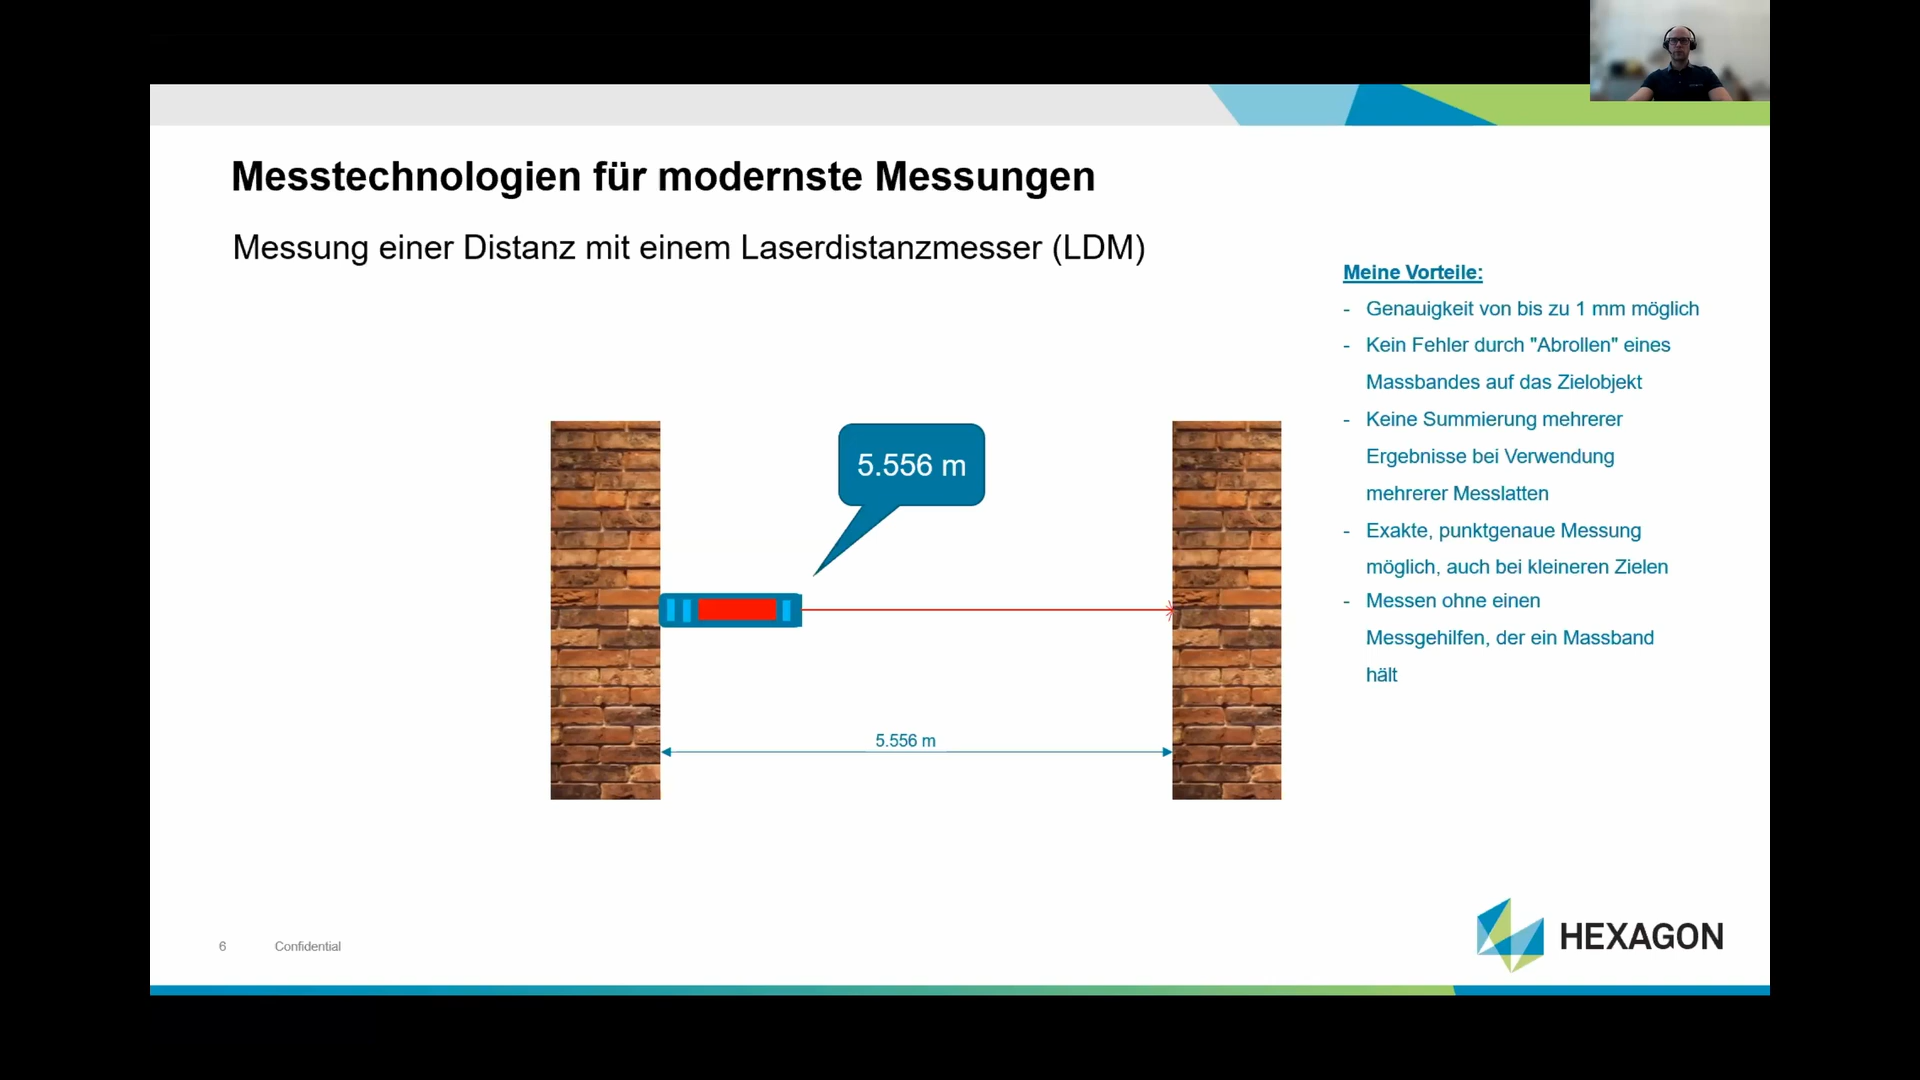 Messtechnologien für modernste Messungen
Messung einer Distanz mit einem Laserdistanzmesser (LDM)
Meine Vorteile:
- Genauigkeit von bis zu 1 mm möglich
- Kein Fehler durch "Abrollen" eines
Massbandes auf das Zielobjekt
- Keine Summierung mehrerer
Ergebnisse bei Verwendung
mehrerer Messlatten
- Exakte, punktgenaue Messung
möglich, auch bei kleineren Zielen
- Messen ohne einen
Messgehilfen, der ein Massband
hält
5.556 m
5.556 m
6 Confidential
HEXAGON